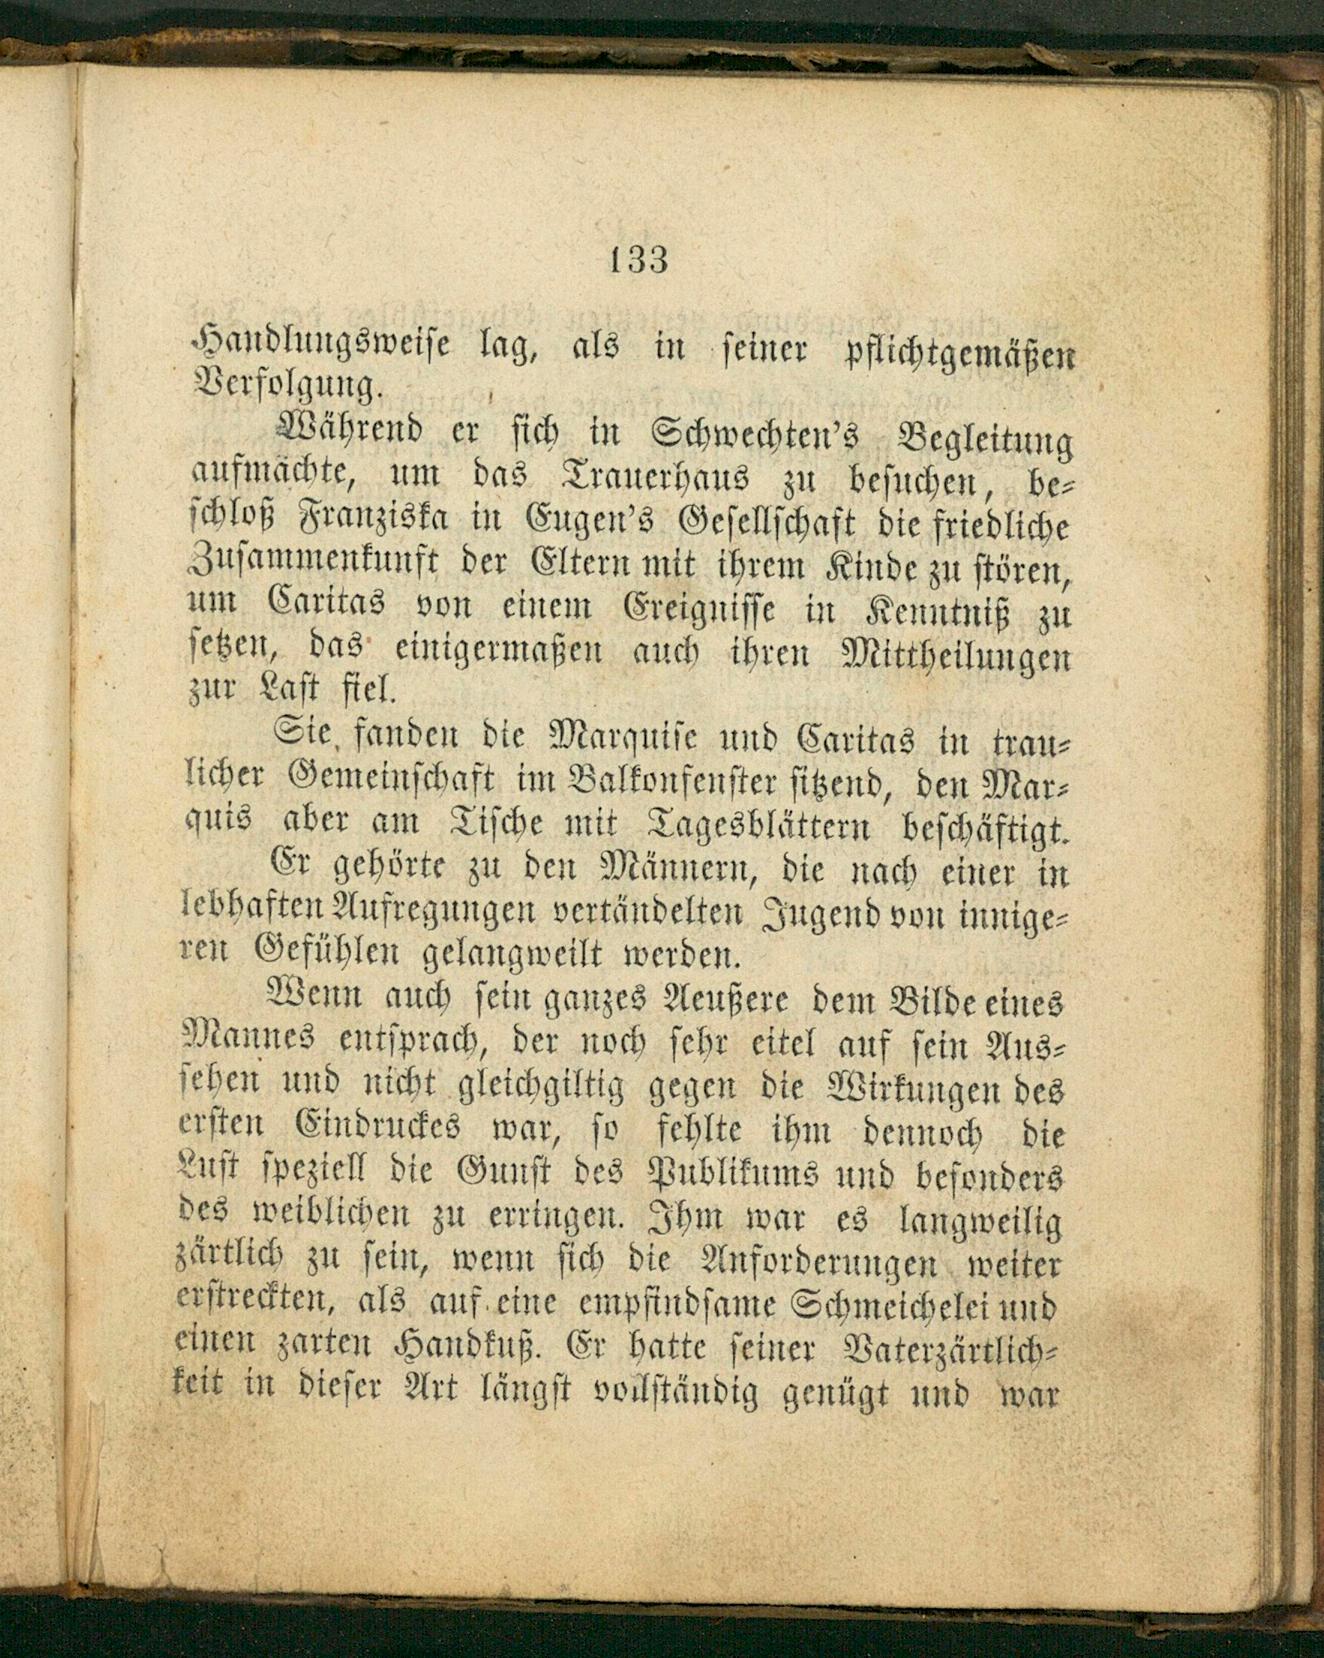 133
Handlungsweise lag, als in seiner pflichtgemäßen
Verfolgung.
Während er sich in Schwechten's Begleitung
aufmachte, um das Trauerhaus zu besuchen, be-
schloß Franziska in Eugen's Gesellschaft die friedliche
Zusammenkunft der Eltern mit ihrem Kinde zu stören,
um Caritas von einem Ereignisse in Kenntniß zu
setzen, das einigermaßen auch ihren Mittheilungen
zur Last fiel.
Sie fanden die Marquise und Caritas in trau-
licher Gemeinschaft im Balkonfenster sitzend, den Mar-
quis aber am Tische mit Tagesblättern beschäftigt.
Er gehörte zu den Männern, die nach einer in
lebhaften Aufregungen vertändelten Jugend von innige-
ren Gefühlen gelangweilt werden.
Wenn auch sein ganzes Aeußere dem Bilde eines
Mannes entsprach, der noch sehr eitel auf sein Aus-
sehen und nicht gleichgiltig gegen die Wirkungen des
ersten Eindruckes war, so fehlte ihm dennoch die
Lust speziell die Gunst des Publikums und besonders
des weiblichen zu erringen. Ihm war es langweilig
zärtlich zu sein, wenn sich die Anforderungen weiter
erstreckten, als auf eine empfindsame Schmeichelei und
einen zarten Handkuß. Er hatte seiner Vaterzärtlich-
keit in dieser Art längst vollständig genügt und war